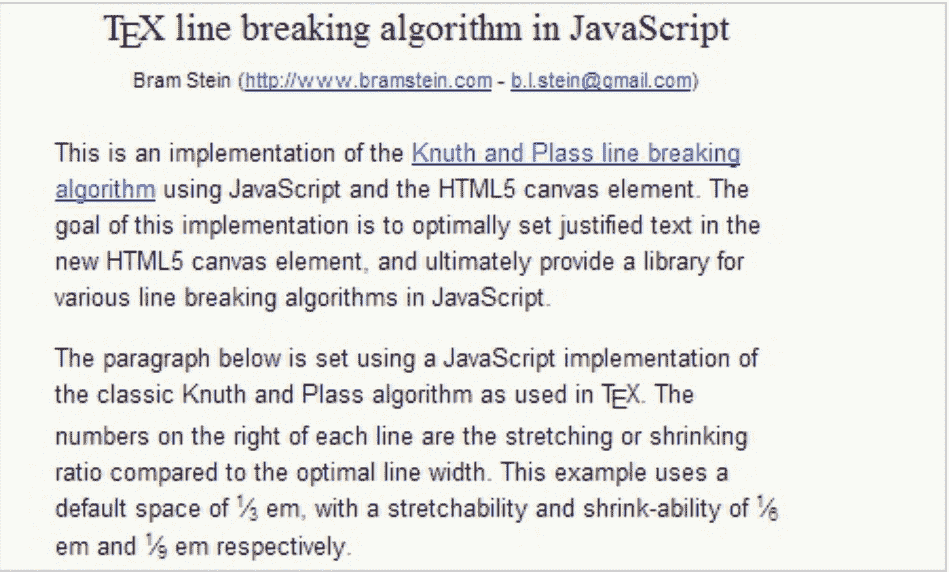 TEX line breaking algorithm in JavaScript
Bram Stein (http://www.bramstein.com - b.l.stein@gmail.com)
This is an implementation of the Knuth and Plass line breaking
algorithm using JavaScript and the HTML5 canvas element. The
goal of this implementation is to optimally set justified text in the
new HTML5 canvas element, and ultimately provide a library for
various line breaking algorithms in JavaScript.
The paragraph below is set using a JavaScript implementation of
the classic Knuth and Plass algorithm as used in TEX. The
numbers on the right of each line are the stretching or shrinking
ratio compared to the optimal line width. This example uses a
default space of ⅓ em, with a stretchability and shrink-ability of ⅙
em and ⅑ em respectively.